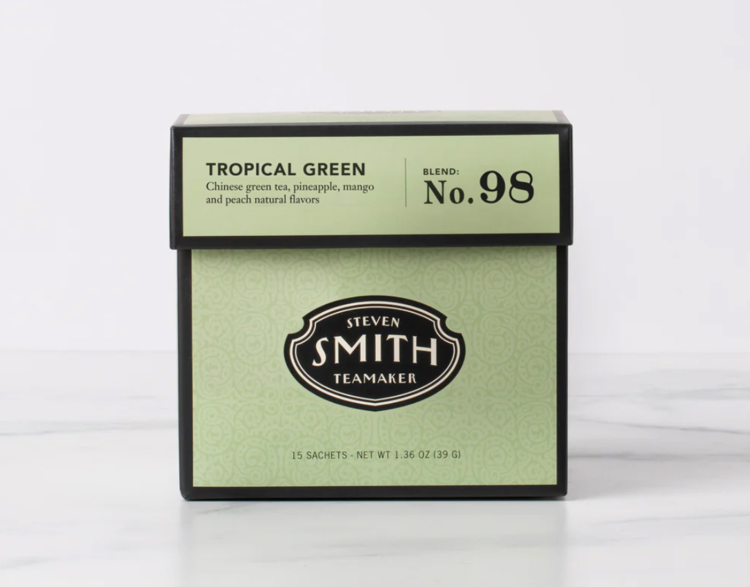 TROPICAL GREEN
Chinese green tea, pineapple, mango
and peach natural flavors
BLEND:
No. 98
STEVEN
SMITH
TEAMAKER
15 SACHETS - NET WT 1.36 OZ (39 G)